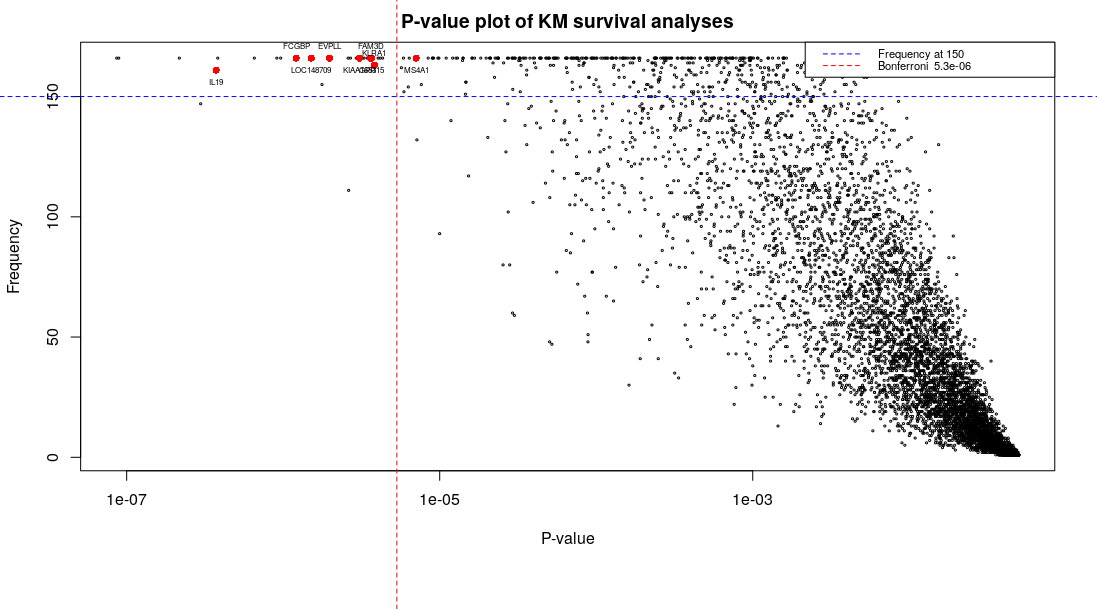 P-value plot of KM survival analyses
FCGBP EVPLL FAM3D
KLRA1
LOC148709 MS4A1
IL19
Frequency at 150
Bonferroni 5.3e-06
150
100
50
0
Frequency
1e-07 1e-05 1e-03
P-value